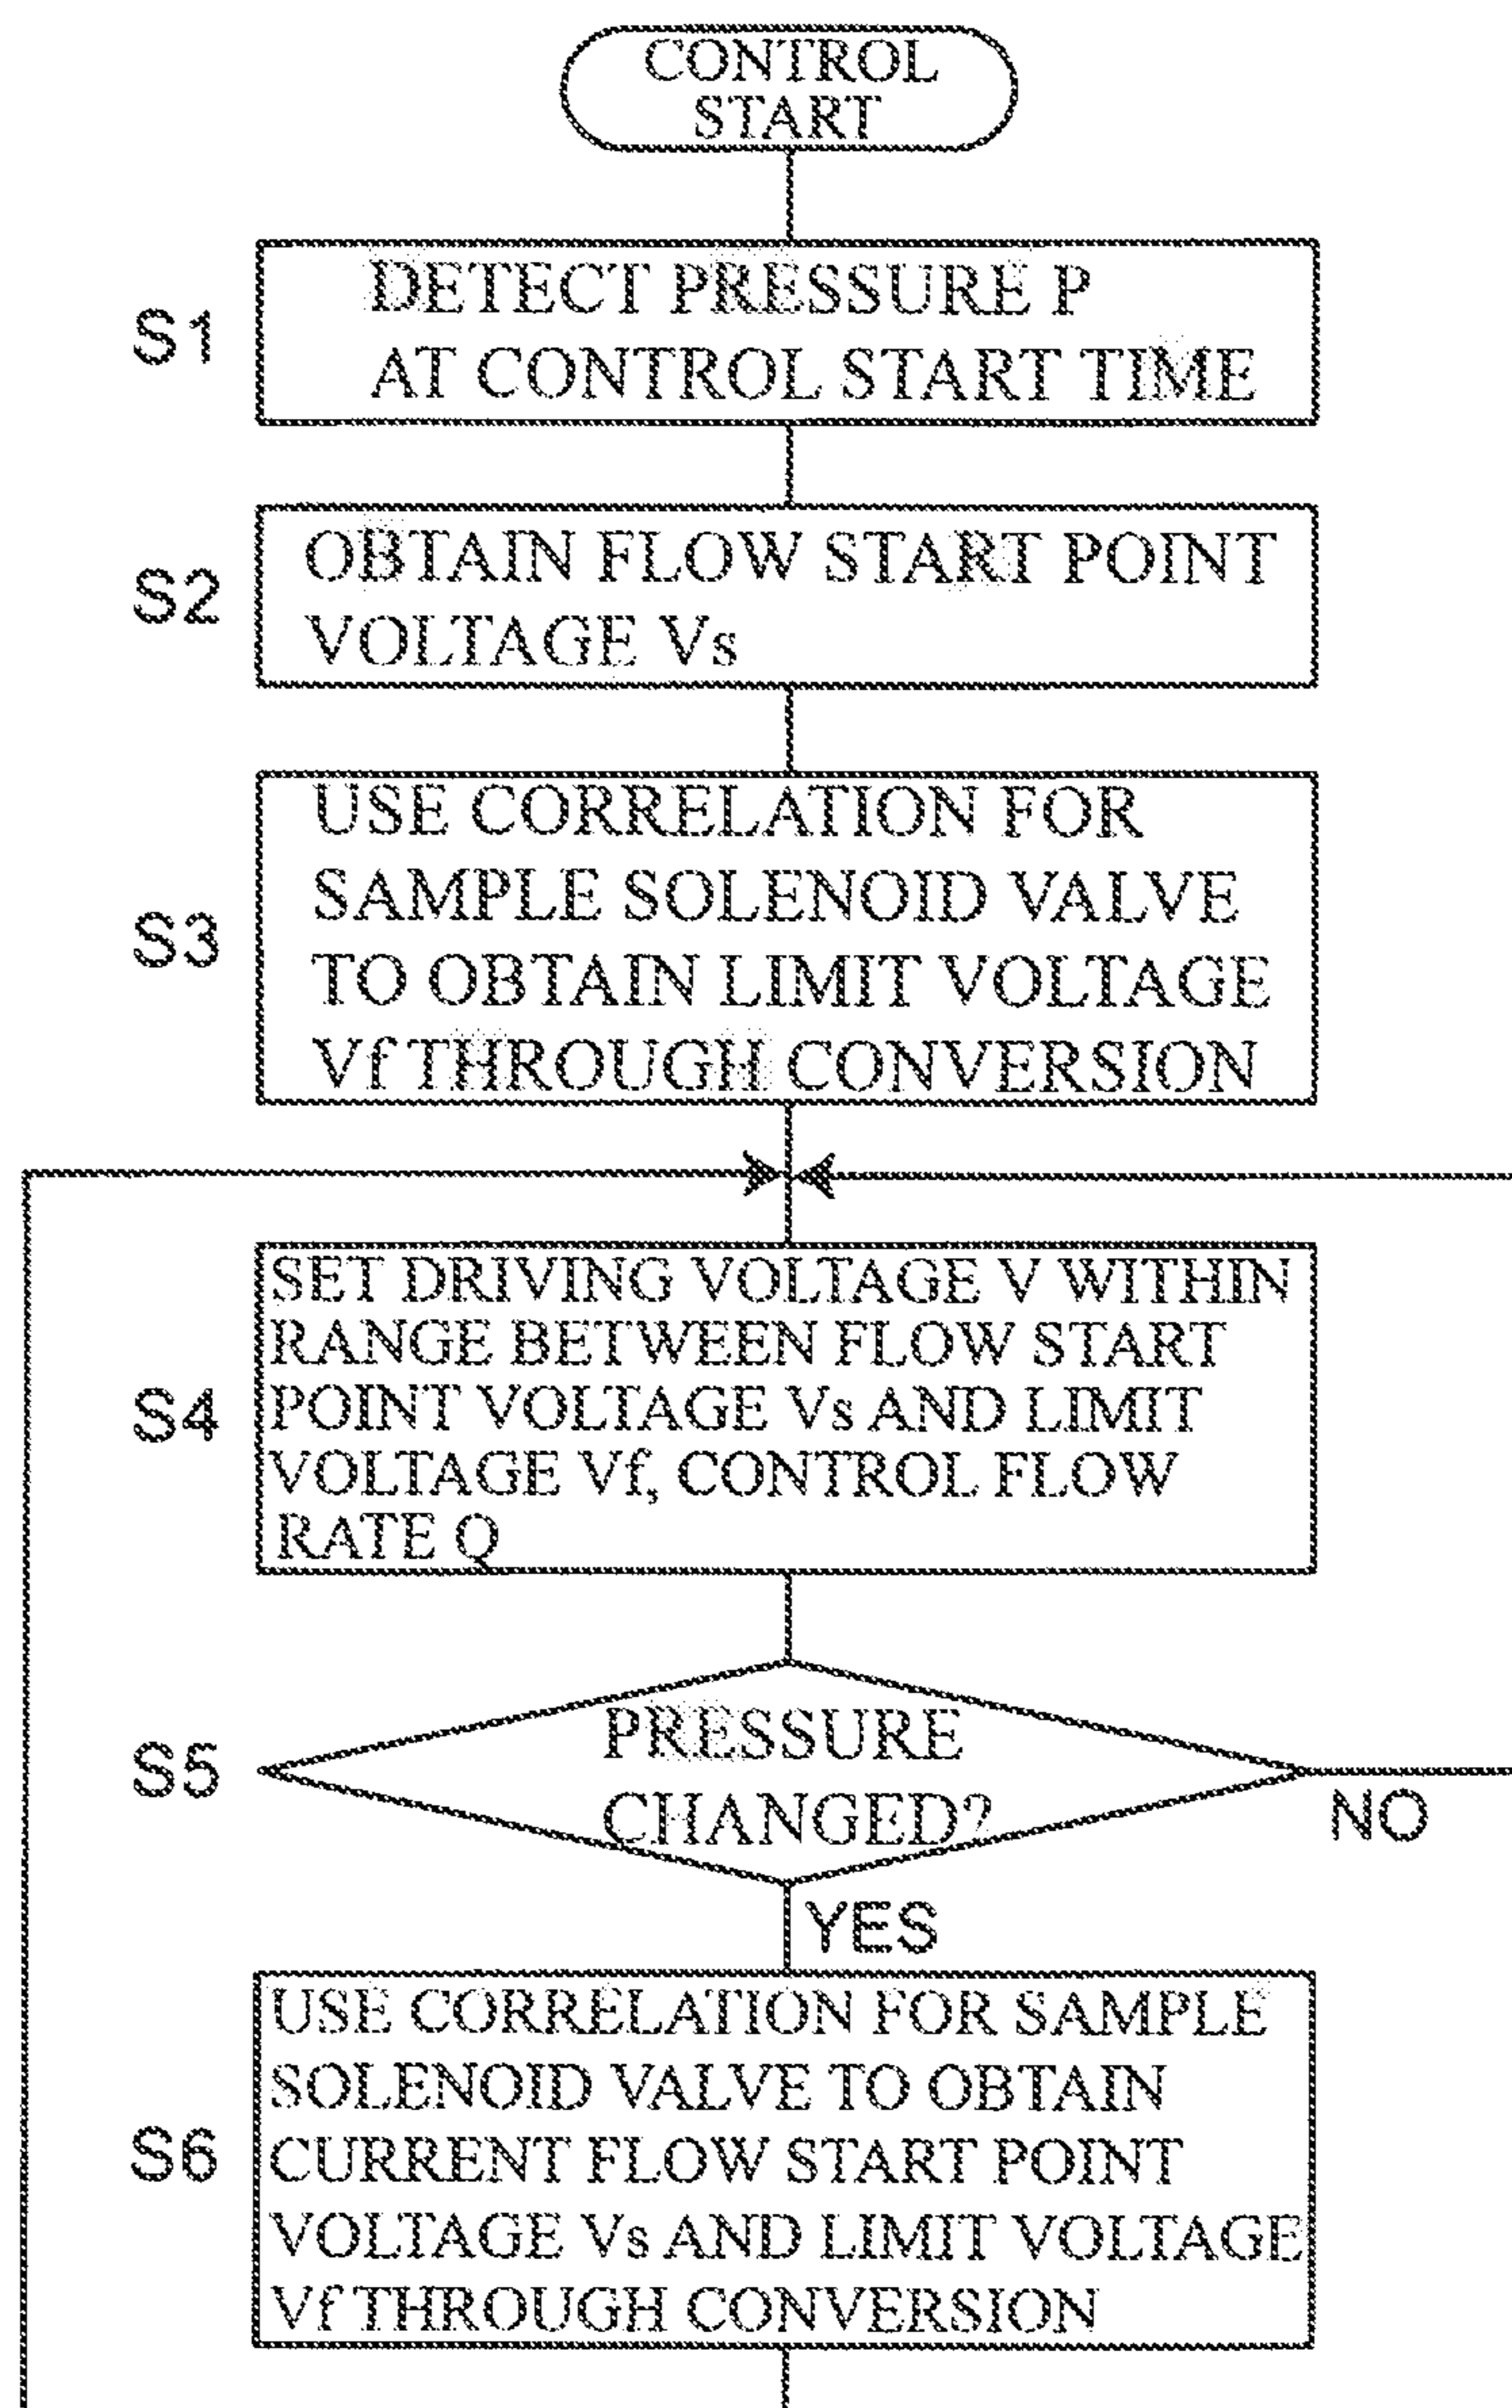 CONTROL
START
S1
DETECT PRESSURE P
AT CONTROL START TIME
S2
OBTAIN FLOW START POINT
VOLTAGE Vs
S3
USE CORRELATION FOR
SAMPLE SOLENOID VALVE
TO OBTAIN LIMIT VOLTAGE
Vf THROUGH CONVERSION
S4
SET DRIVING VOLTAGE V WITHIN
RANGE BETWEEN FLOW START
POINT VOLTAGE Vs AND LIMIT
VOLTAGE Vf, CONTROL FLOW
RATE Q
S5
PRESSURE
CHANGED?
NO
YES
S6
USE CORRELATION FOR SAMPLE
SOLENOID VALVE TO OBTAIN
CURRENT FLOW START POINT
VOLTAGE Vs AND LIMIT VOLTAGE
Vf THROUGH CONVERSION